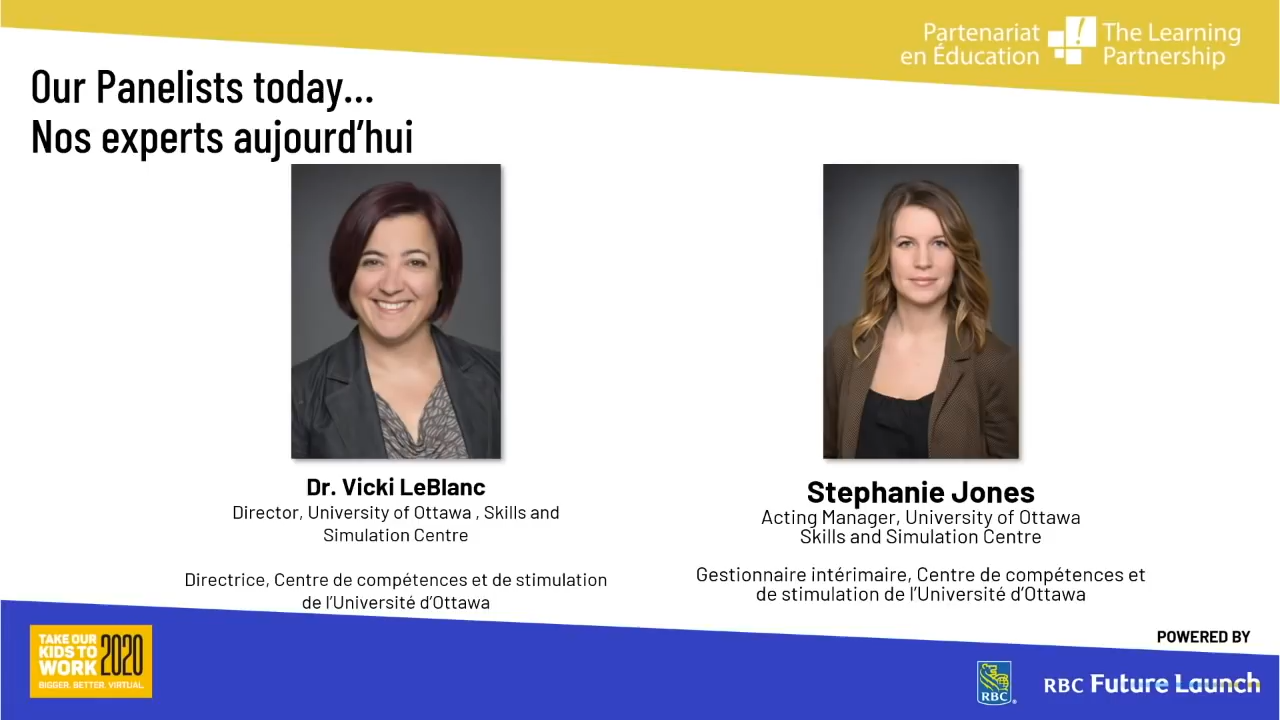 Partenariat
en Éducation
The Learning
Partnership
Our Panelists today...
Nos experts aujourd'hui
Dr. Vicki LeBlanc
Director, University of Ottawa , Skills and
Simulation Centre
Directrice, Centre de compétences et de stimulation
de l'Université d'Ottawa
Stephanie Jones
Acting Manager, University of Ottawa
Skills and Simulation Centre
Gestionnaire intérimaire, Centre de compétences et
de stimulation de l'Université d'Ottawa
TAKE OUR
KIDS TO
WORK 2020
BIGGER. BETTER. VIRTUAL.
POWERED BY
RBC
RBC Future Launch